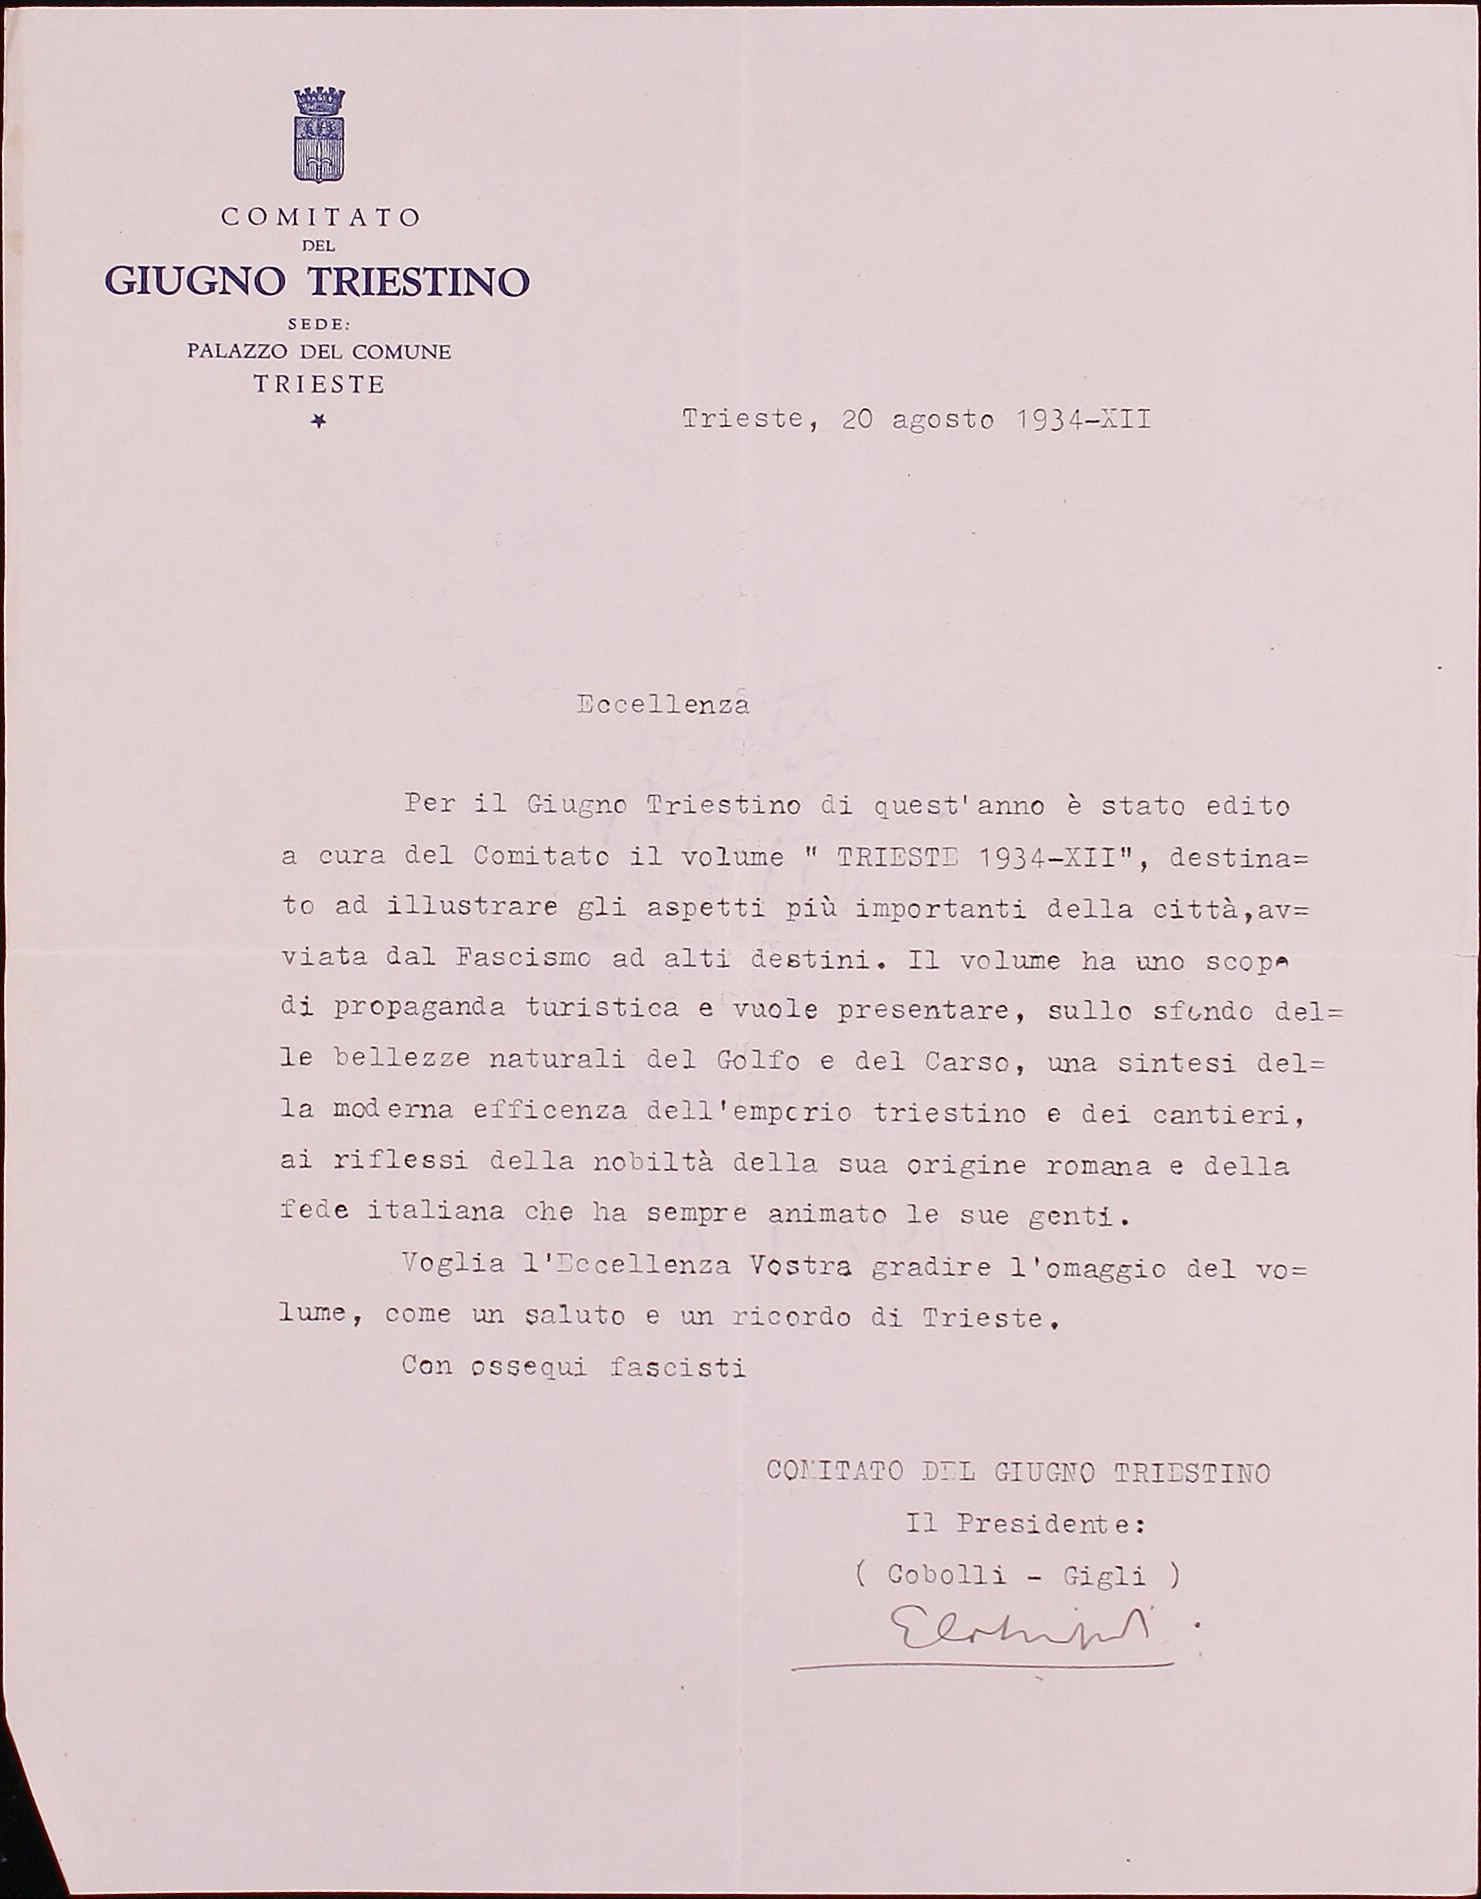 COMITATO
DEL
GIUGNO TRIESTINO
SEDE:
PALAZZO DEL COMUNE
TRIESTE
Trieste, 20 agosto 1934-XII
Eccellenza
Per il Giugno Triestino di quest'anno è stato edito
a cura del Comitato il volume " TRIESTE 1934-XII", destina=
to ad illustrare gli aspetti più importanti della città,av=
viata dal Fascismo ad alti destini. Il volume ha uno scopo
di propaganda turistica e vuole presentare, sullo sfondo del=
le bellezze naturali del Golfo e del Carso, una sintesi del=
la moderna efficenza dell'emporio triestino e dei cantieri,
ai riflessi della nobiltà della sua origine romana e della
fede italiana che ha sempre animato le sue genti.
Voglia l'Eccellenza Vostra gradire l'omaggio del vo=
lume, come un saluto e un ricordo di Trieste.
Con ossequi fascisti
COMITATO DEL GIUGNO TRIESTINO
Il Presidente:
( Cobolli - Gigli )